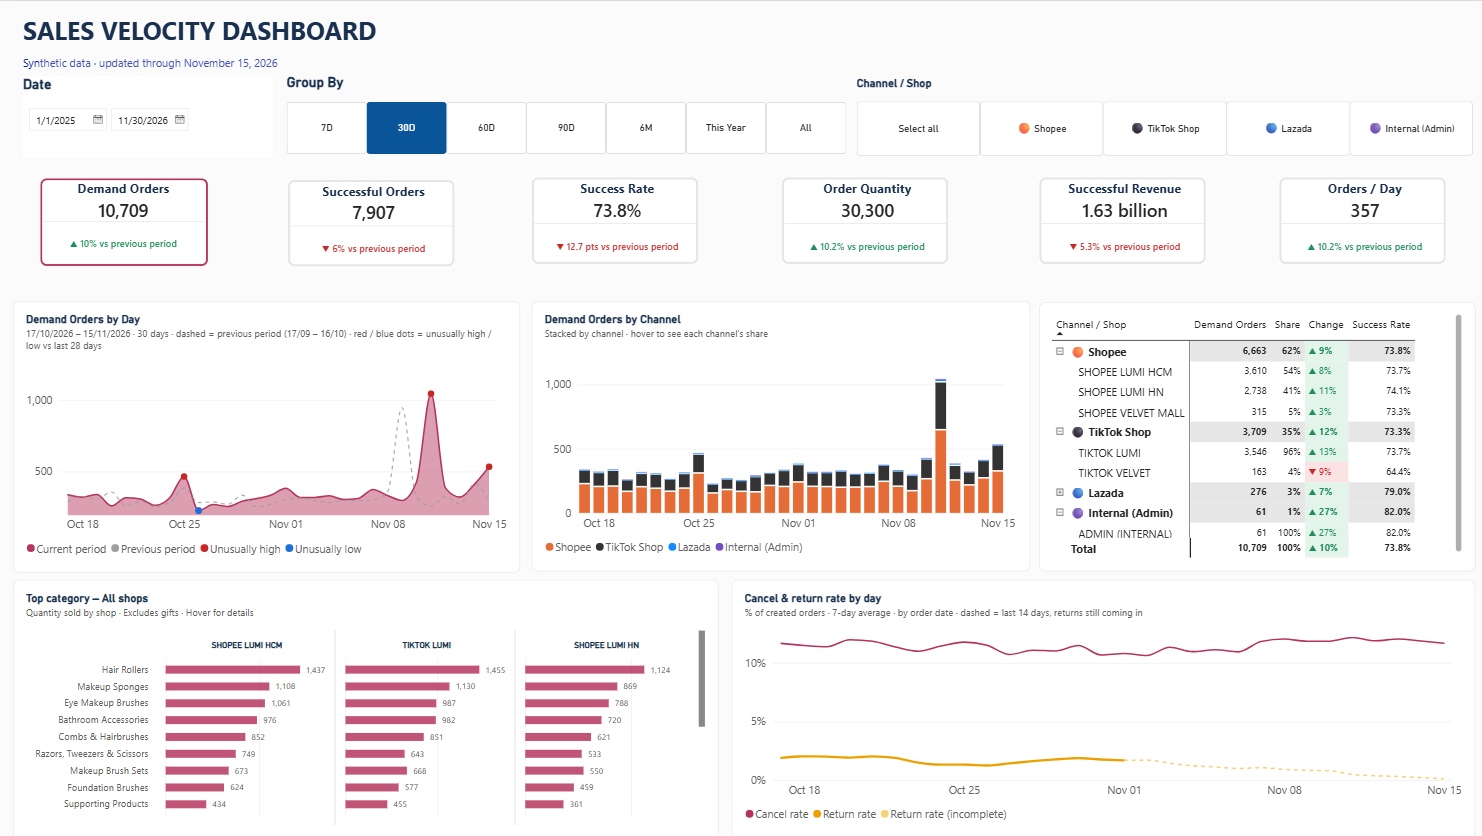 SALES VELOCITY DASHBOARD
Synthetic data · updated through November 15, 2026
Date
1/1/2025
11/30/2026
Group By
7D
30D
60D
90D
6M
This Year
All
Channel / Shop
Select all
Shopee
TikTok Shop
Lazada
Internal (Admin)
Demand Orders
10,709
▲ 10% vs previous period
Successful Orders
7,907
▼ 6% vs previous period
Success Rate
73.8%
▼ 12.7 pts vs previous period
Order Quantity
30,300
▲ 10.2% vs previous period
Successful Revenue
1.63 billion
▼ 5.3% vs previous period
Orders / Day
357
▲ 10.2% vs previous period
Demand Orders by Day
17/10/2026 – 15/11/2026 · 30 days · dashed = previous period (17/09 – 16/10) · red / blue dots = unusually high /
low vs last 28 days
1,000
500
Oct 18
Oct 25
Nov 01
Nov 08
Nov 15
Current period
Previous period
Unusually high
Unusually low
Demand Orders by Channel
Stacked by channel · hover to see each channel's share
1,000
500
0
Oct 18
Oct 25
Nov 01
Nov 08
Nov 15
Shopee
TikTok Shop
Lazada
Internal (Admin)
Channel / Shop Demand Orders Share Change Success Rate
Shopee 6,663 62% ▲ 9% 73.8%
SHOPEE LUMI HCM 3,610 54% ▲ 8% 73.7%
SHOPEE LUMI HN 2,738 41% ▲ 11% 74.1%
SHOPEE VELVET MALL 315 5% ▲ 3% 73.3%
TikTok Shop 3,709 35% ▲ 12% 73.3%
TIKTOK LUMI 3,546 96% ▲ 13% 73.7%
TIKTOK VELVET 163 4% ▼ 9% 64.4%
Lazada 276 3% ▲ 7% 79.0%
Internal (Admin) 61 1% ▲ 27% 82.0%
ADMIN (INTERNAL) 61 100% ▲ 27% 82.0%
Total 10,709 100% ▲ 10% 73.8%
Top category – All shops
Quantity sold by shop · Excludes gifts · Hover for details
SHOPEE LUMI HCM TIKTOK LUMI SHOPEE LUMI HN
Hair Rollers 1,437 1,455 1,124
Makeup Sponges 1,108 1,130 869
Eye Makeup Brushes 1,061 987 788
Bathroom Accessories 976 982 720
Combs & Hairbrushes 852 851 621
Razors, Tweezers & Scissors 749 643 533
Makeup Brush Sets 673 668 550
Foundation Brushes 624 577 459
Supporting Products 434 455 361
Cancel & return rate by day
% of created orders · 7-day average · by order date · dashed = last 14 days, returns still coming in
10%
5%
0%
Oct 18
Oct 25
Nov 01
Nov 08
Nov 15
Cancel rate
Return rate
Return rate (incomplete)